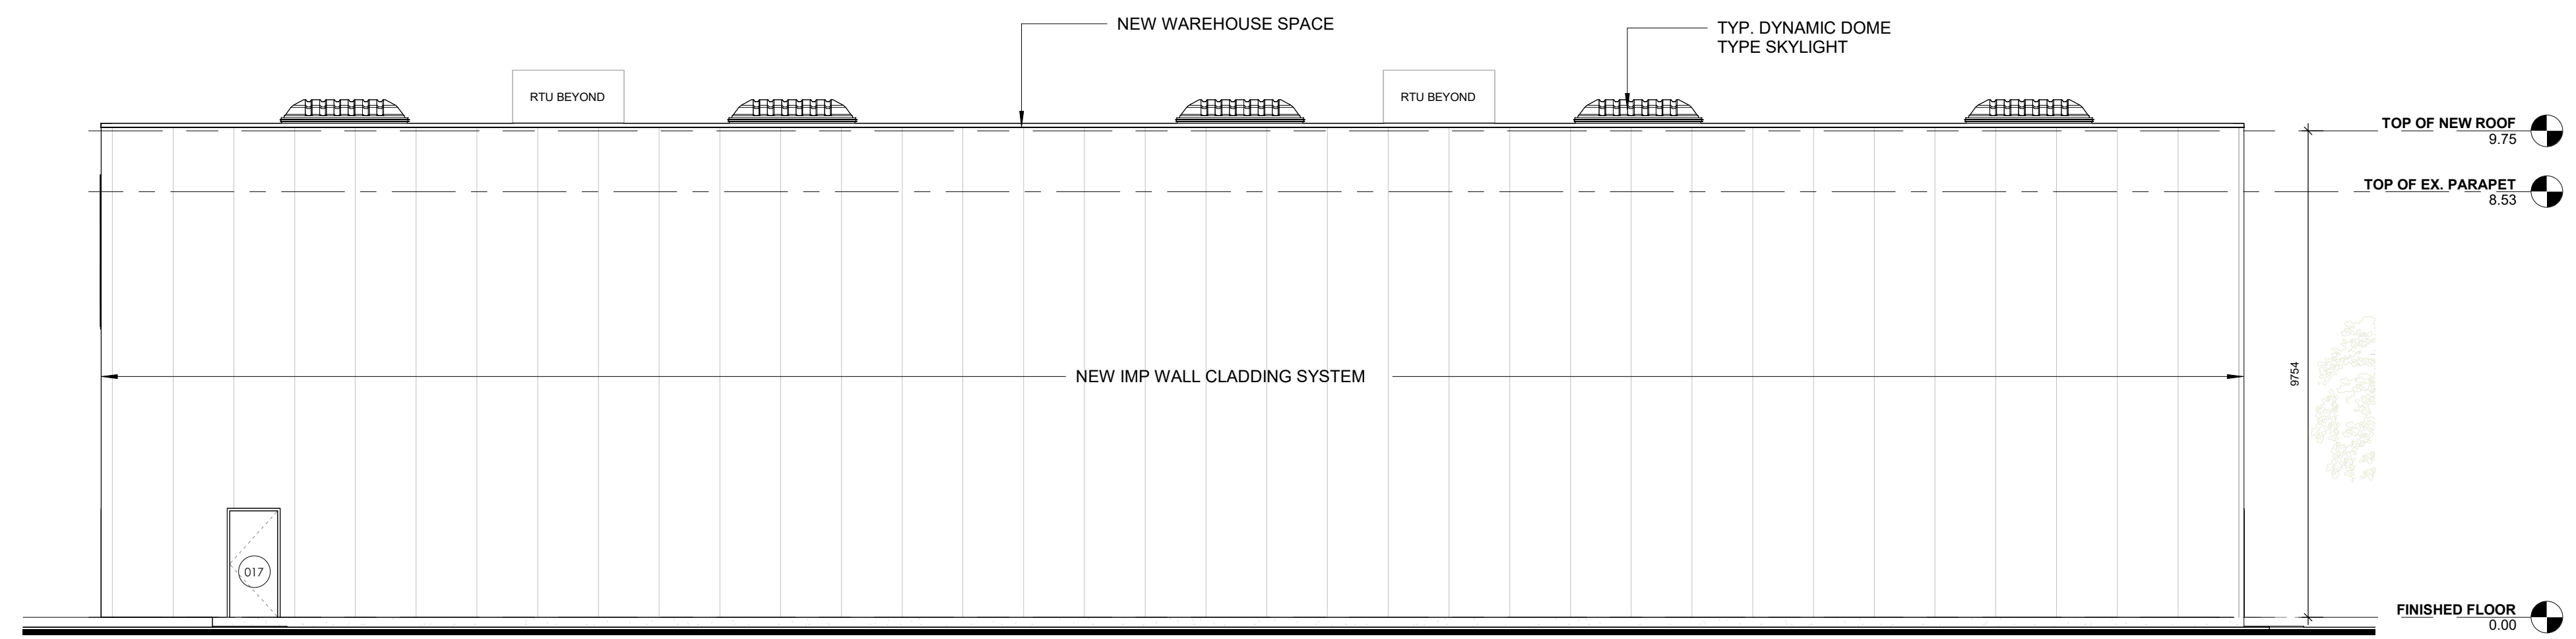 NEW WAREHOUSE SPACE
TYP. DYNAMIC DOME
TYPE SKYLIGHT
RTU BEYOND
RTU BEYOND
TOP OF NEW ROOF
9.75
TOP OF EX. PARAPET
8.53
NEW IMP WALL CLADDING SYSTEM
9754
017
FINISHED FLOOR
0.00